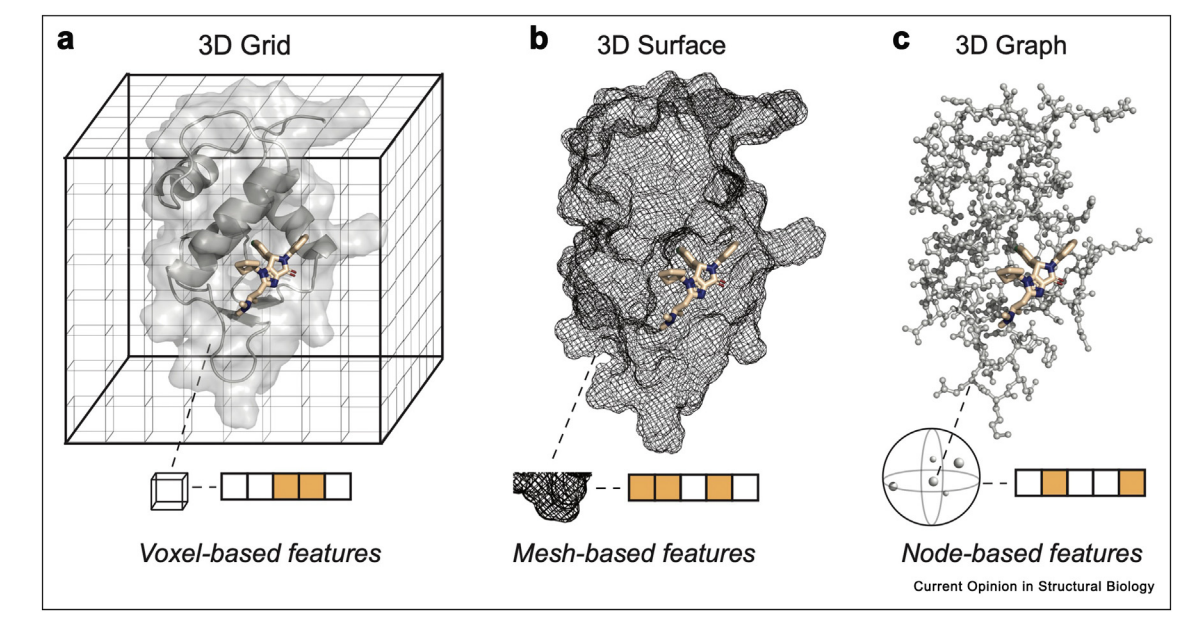 a
3D Grid
b
3D Surface
c
3D Graph
Voxel-based features
Mesh-based features
Node-based features
Current Opinion in Structural Biology